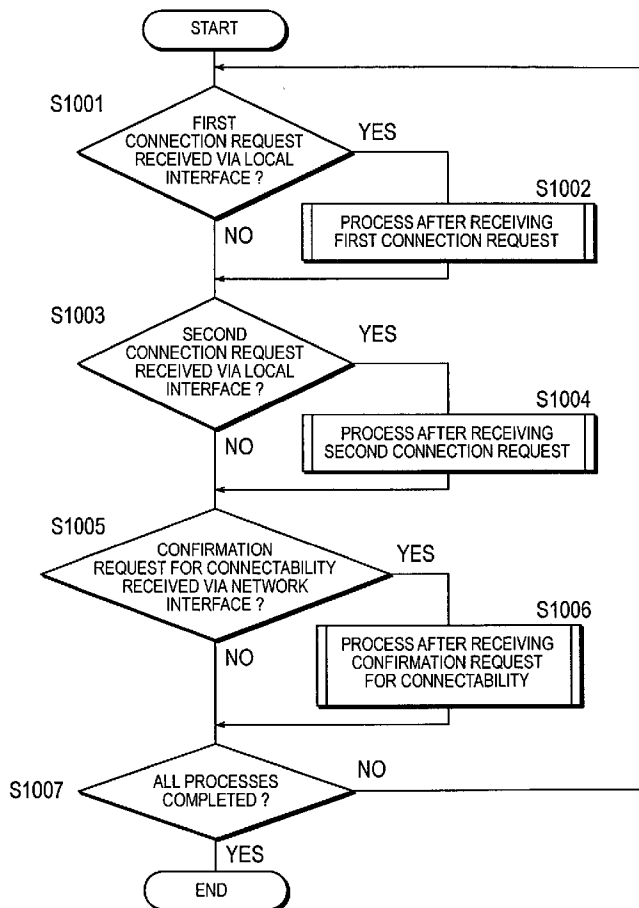 START
S1001
FIRST
CONNECTION REQUEST
RECEIVED VIA LOCAL
INTERFACE ?
YES
S1002
PROCESS AFTER RECEIVING
FIRST CONNECTION REQUEST
NO
S1003
SECOND
CONNECTION REQUEST
RECEIVED VIA LOCAL
INTERFACE ?
YES
S1004
PROCESS AFTER RECEIVING
SECOND CONNECTION REQUEST
NO
S1005
CONFIRMATION
REQUEST FOR CONNECTABILITY
RECEIVED VIA NETWORK
INTERFACE ?
YES
S1006
PROCESS AFTER RECEIVING
CONFIRMATION REQUEST
FOR CONNECTABILITY
NO
S1007
ALL PROCESSES
COMPLETED ?
NO
YES
END